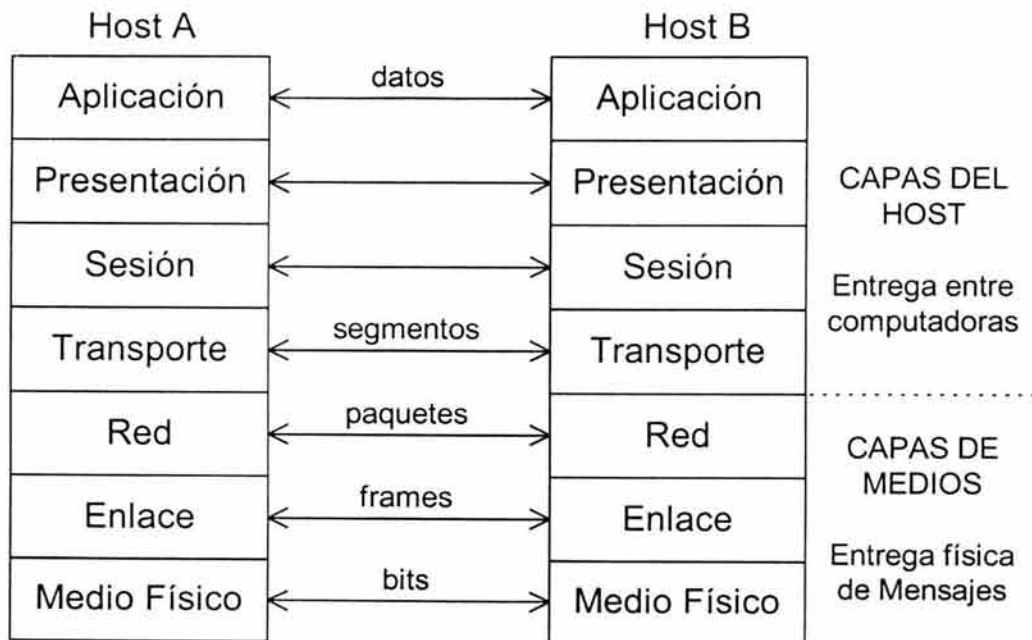 Host A
Host B
Aplicación
datos
Aplicación
Presentación
Presentación
Sesión
Sesión
Transporte
segmentos
Transporte
Red
paquetes
Red
Enlace
frames
Enlace
Medio Físico
bits
Medio Físico
CAPAS DEL
HOST
Entrega entre
computadoras
CAPAS DE
MEDIOS
Entrega física
de Mensajes